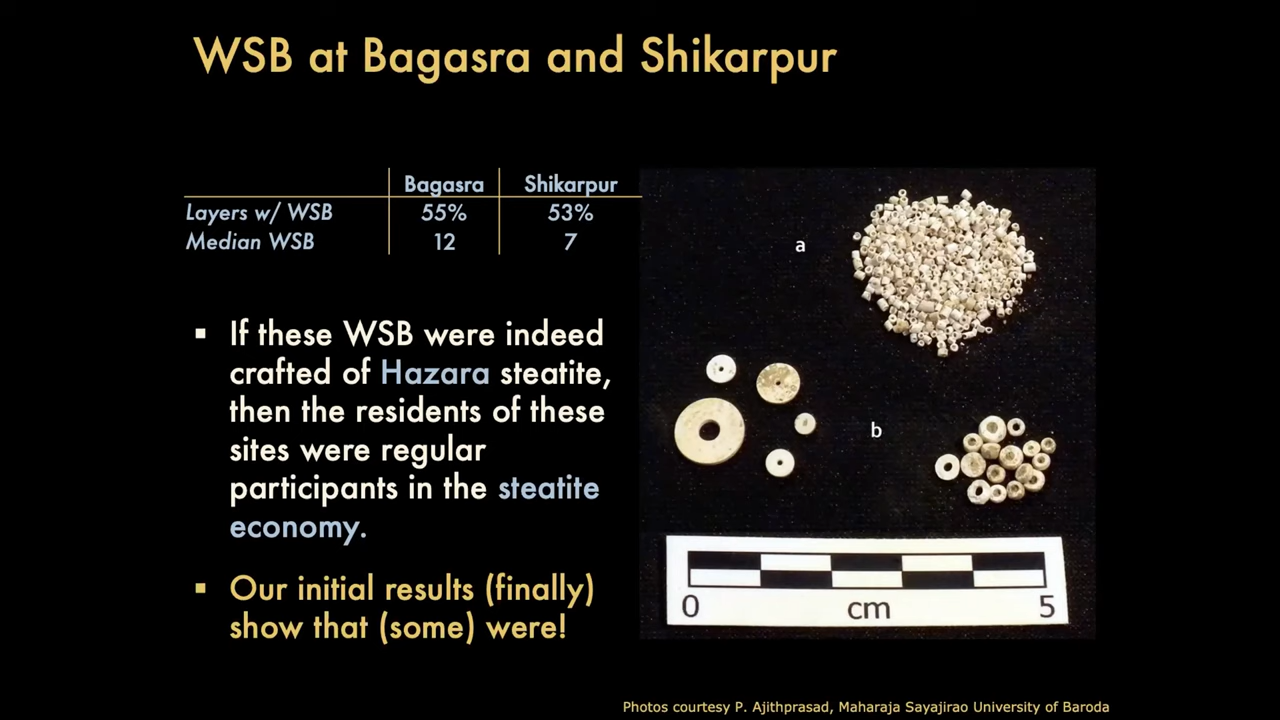 WSB at Bagasra and Shikarpur
Bagasra Shikarpur
Layers w/ WSB 55% 53%
Median WSB 12 7
▪ If these WSB were indeed
crafted of Hazara steatite,
then the residents of these
sites were regular
participants in the steatite
economy.
▪ Our initial results (finally)
show that (some) were!
a
b
0 cm 5
Photos courtesy P. Ajithprasad, Maharaja Sayajirao University of Baroda